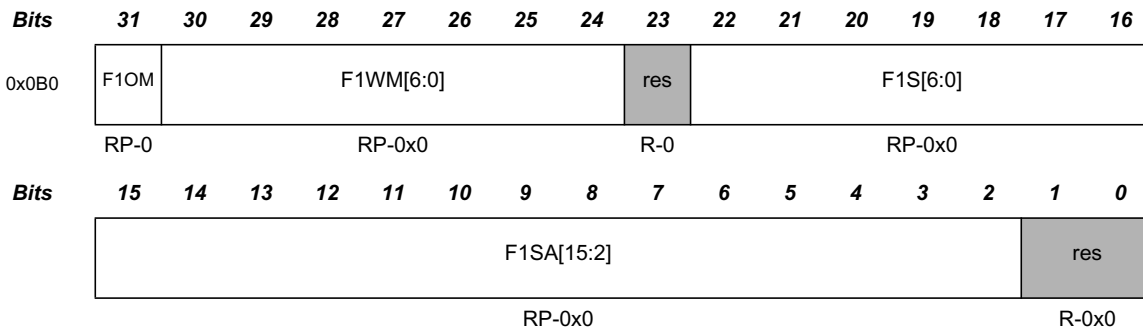 Bits 31 30 29 28 27 26 25 24 23 22 21 20 19 18 17 16
0x0B0 F1OM F1WM[6:0] res F1S[6:0]
RP-0 RP-0x0 R-0 RP-0x0
Bits 15 14 13 12 11 10 9 8 7 6 5 4 3 2 1 0
F1SA[15:2] res
RP-0x0 R-0x0